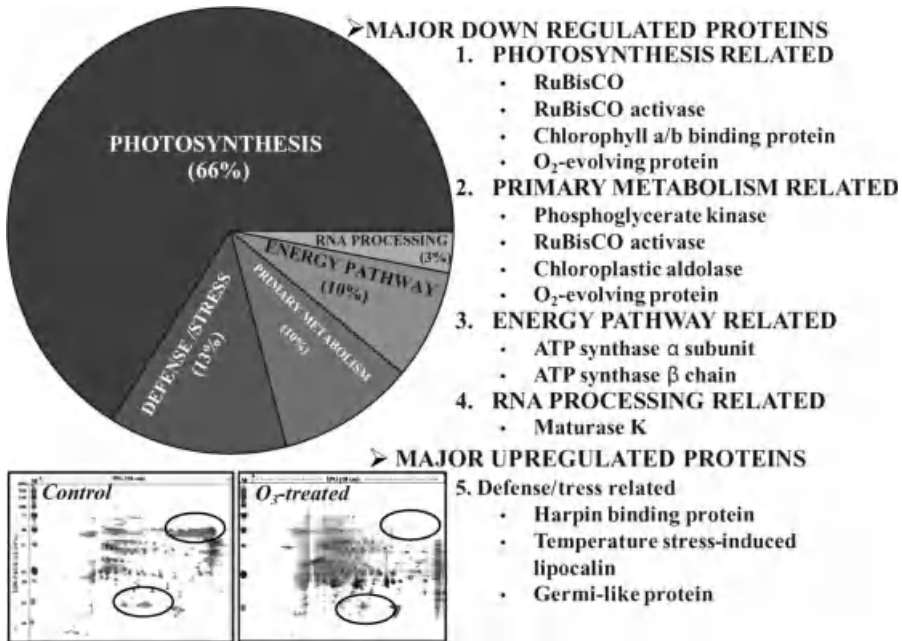 PHOTOSYNTHESIS
(66%)
RNA PROCESSING
(3%)
ENERGY PATHWAY
(10%)
PRIMARY METABOLISM
(10%)
DEFENSE/STRESS
(13%)
➢MAJOR DOWN REGULATED PROTEINS
1. PHOTOSYNTHESIS RELATED
• RuBisCO
• RuBisCO activase
• Chlorophyll a/b binding protein
• O₂-evolving protein
2. PRIMARY METABOLISM RELATED
• Phosphoglycerate kinase
• RuBisCO activase
• Chloroplastic aldolase
• O₂-evolving protein
3. ENERGY PATHWAY RELATED
• ATP synthase α subunit
• ATP synthase β chain
4. RNA PROCESSING RELATED
• Maturase K
➢ MAJOR UPREGULATED PROTEINS
5. Defense/tress related
• Harpin binding protein
• Temperature stress-induced
lipocalin
• Germi-like protein
Control
O₃-treated